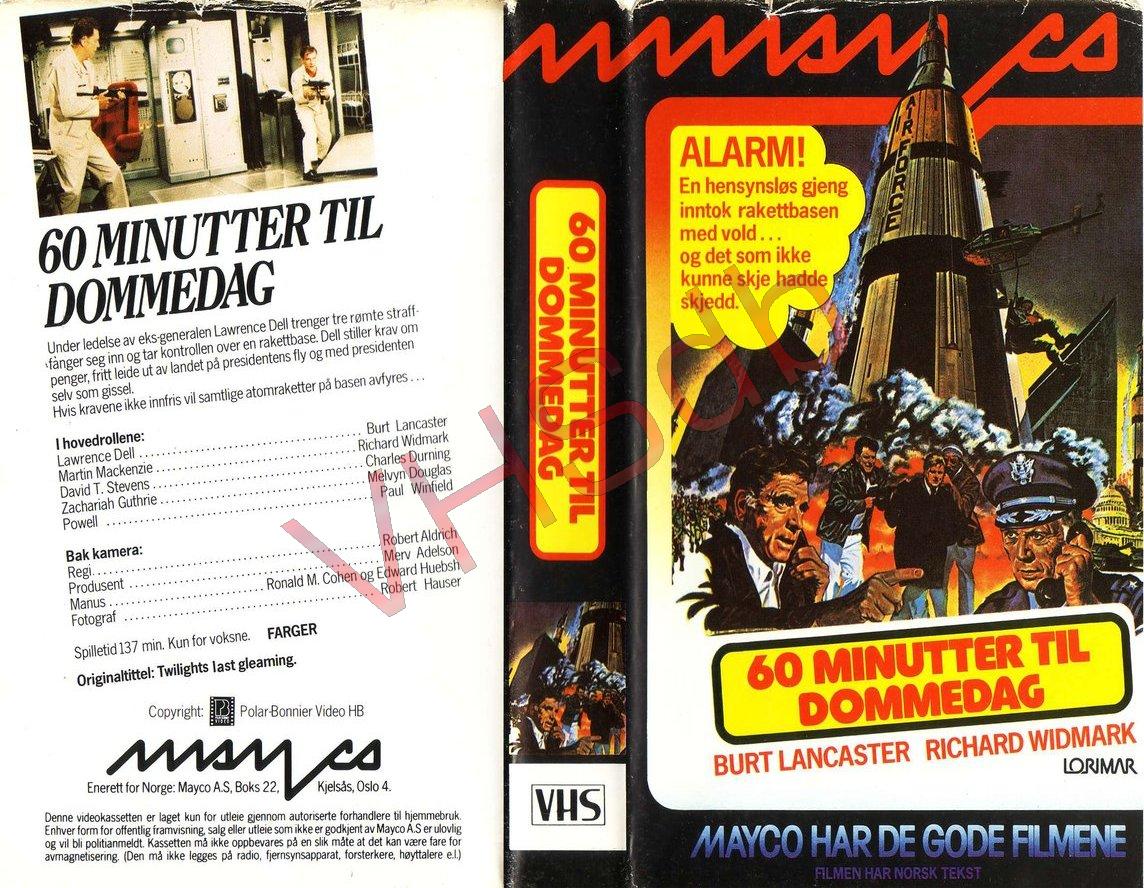 60 MINUTTER TIL
DOMMEDAG
Under ledelse av eks-generalen Lawrence Dell trenger tre rømte straff-
fanger seg inn og tar kontrollen over en rakettbase. Dell stiller krav om
penger, fritt leide ut av landet på presidentens fly og med presidenten
selv som gissel.
Hvis kravene ikke innfris vil samtlige atomraketter på basen avfyres ...
I hovedrollene:
Lawrence Dell ........ Burt Lancaster
Martin Mackenzie ........ Richard Widmark
David T. Stevens ........ Charles Durning
Zachariah Guthrie ........ Melvyn Douglas
Powell ........ Paul Winfield
Bak kamera:
Regi ........ Robert Aldrich
Produsent ........ Merv Adelson
Manus ........ Ronald M. Cohen og Edward Huebsh
Fotograf ........ Robert Hauser
Spilletid 137 min. Kun for voksne. FARGER
Originaltittel: Twilights last gleaming.
Copyright: PB VIDEO Polar-Bonnier Video HB
mayco
Enerett for Norge: Mayco A.S, Boks 22, Kjelsås, Oslo 4.
Denne videokassetten er laget kun for utleie gjennom autoriserte forhandlere til hjemmebruk.
Enhver form for offentlig framvisning, salg eller utleie som ikke er godkjent av Mayco A.S er ulovlig
og vil bli politianmeldt. Kassetten må ikke oppbevares på en slik måte at det kan være fare for
avmagnetisering. (Den må ikke legges på radio, fjernsynsapparat, forsterkere, høyttalere e.l.)
VHSdb
mayco
60 MINUTTER TIL
DOMMEDAG
VHS
AIR FORCE
ALARM!
En hensynsløs gjeng
inntok rakettbasen
med vold ...
og det som ikke
kunne skje hadde
skjedd.
60 MINUTTER TIL
DOMMEDAG
BURT LANCASTER RICHARD WIDMARK
LORIMAR
MAYCO HAR DE GODE FILMENE
FILMEN HAR NORSK TEKST